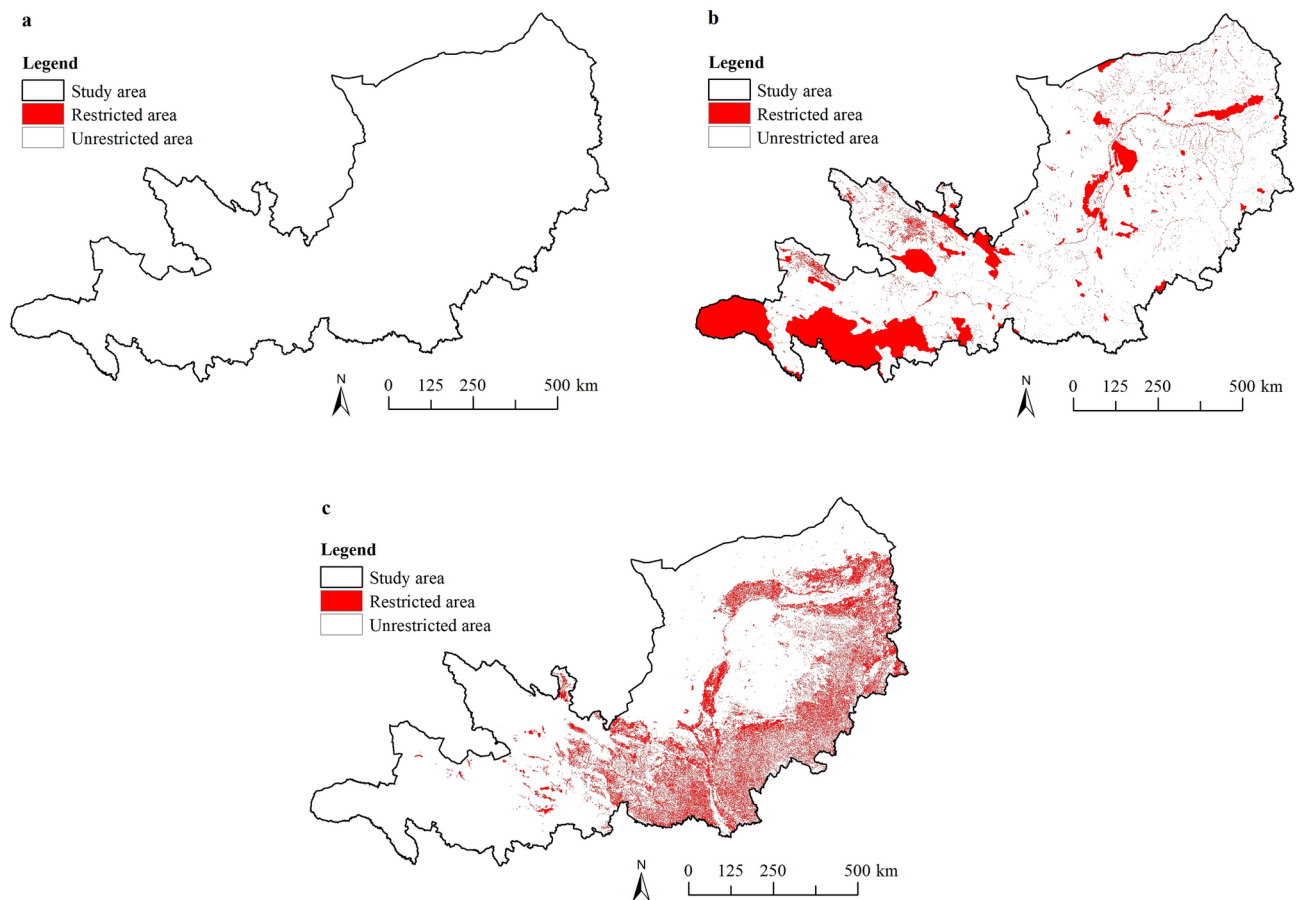 a
Legend
Study area
Restricted area
Unrestricted area
N
0 125 250 500 km
b
Legend
Study area
Restricted area
Unrestricted area
N
0 125 250 500 km
c
Legend
Study area
Restricted area
Unrestricted area
N
0 125 250 500 km